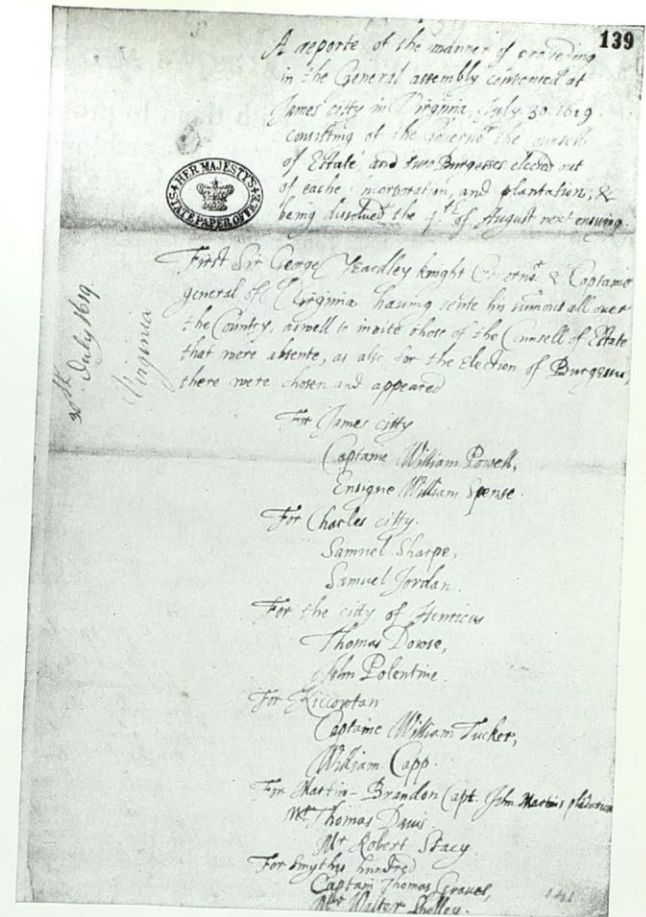 139
A reporte of the manner of proceeding
in the General assembly convented at
James citty in Virginia, July 30. 1619.
consisting of the Governor, the counsell
of Estate, and two Burgesses elected out
of eache incorporation, and plantation, &
being dissolved the 4th of August next ensuing.
HER MAJESTY'S STATE PAPER OFFICE
First Sir George Yeardley knight Governor & Captaine
general of Virginia having sente his sumons all over
the Country, aswell to invite those of the Counsell of Estate
that were absente, as also for the election of Burgesses,
there were chosen and appeared
30th July 1619
Virginia
For James citty
Captaine William Powell,
Ensigne William Spense.
For Charles citty.
Samuel Sharpe,
Samuel Jordan.
For the city of Henricus
Thomas Dowse,
John Polentine.
For Kiccowtan
Captaine William Tucker,
William Capp.
For Martin-Brandon Capt. John Martins plantation
Mr Thomas Davis.
Mr Robert Stacy
For Smythes hundred
Captain Thomas Graves,
Mr Walter Shelley.
141